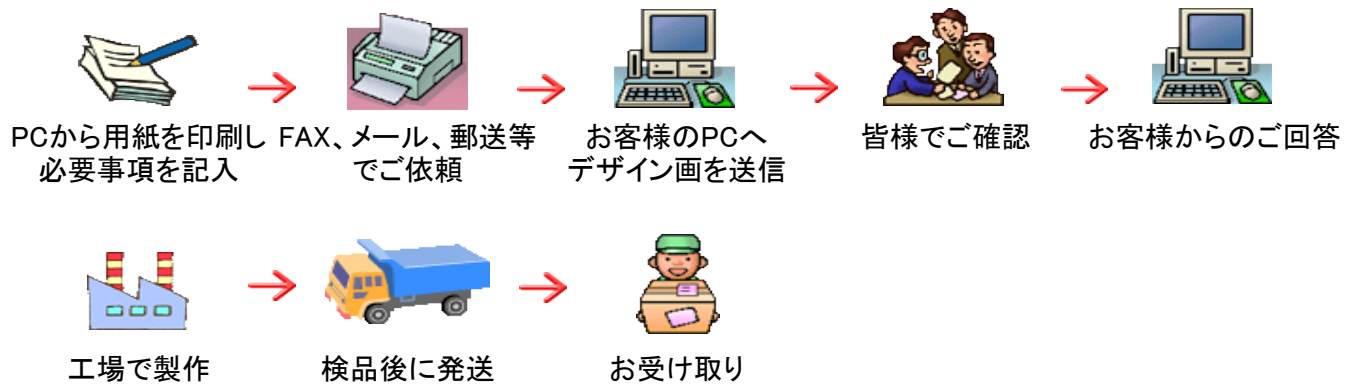 PCから用紙を印刷し
必要事項を記入
FAX、メール、郵送等
でご依頼
お客様のPCへ
デザイン画を送信
皆様でご確認
お客様からのご回答
工場で製作
検品後に発送
お受け取り